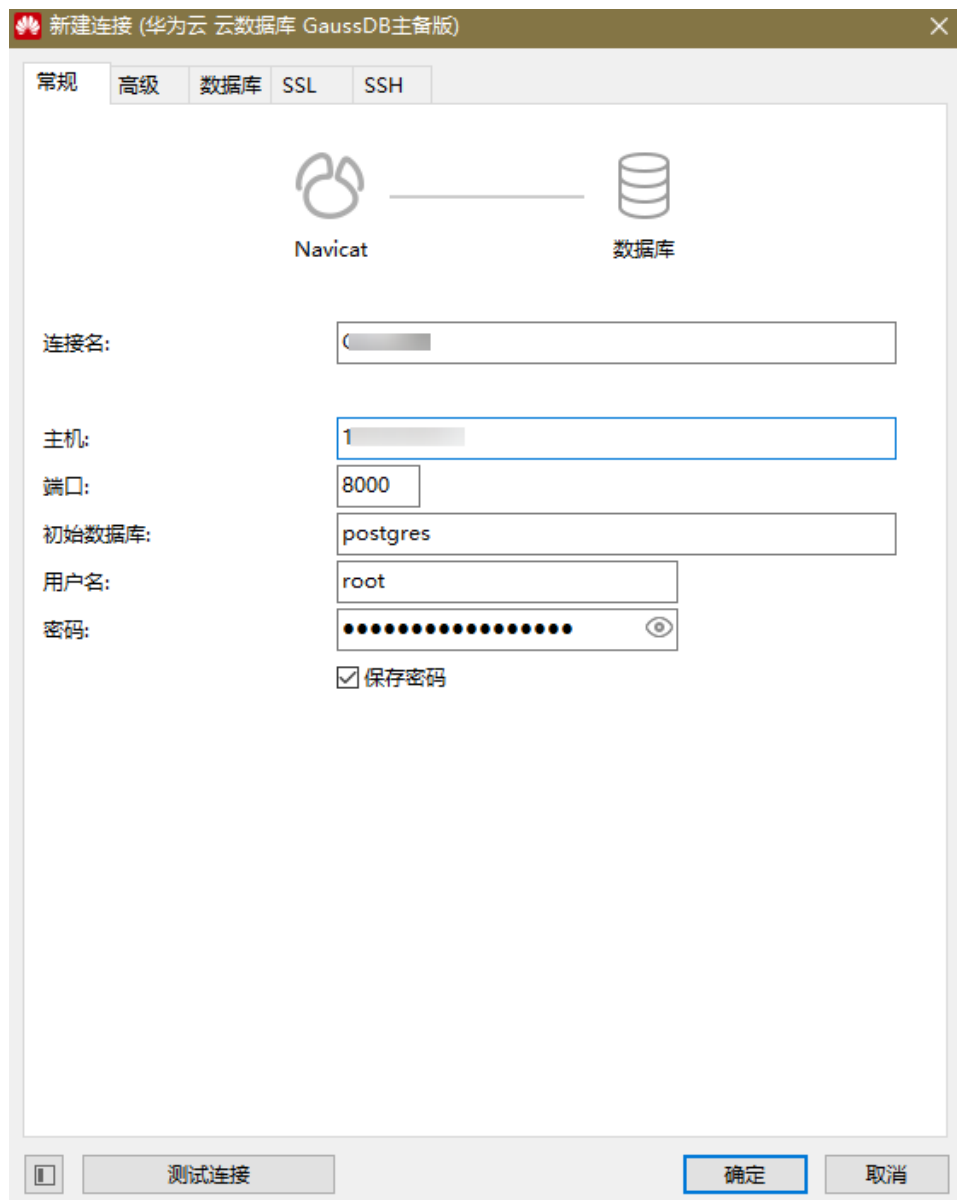 新建连接 (华为云 云数据库 GaussDB主备版)
常规 高级 数据库 SSL SSH
Navicat 数据库
连接名:
主机: 1
端口: 8000
初始数据库: postgres
用户名: root
密码: ●●●●●●●●●●●●●●●●●
保存密码
测试连接 确定 取消